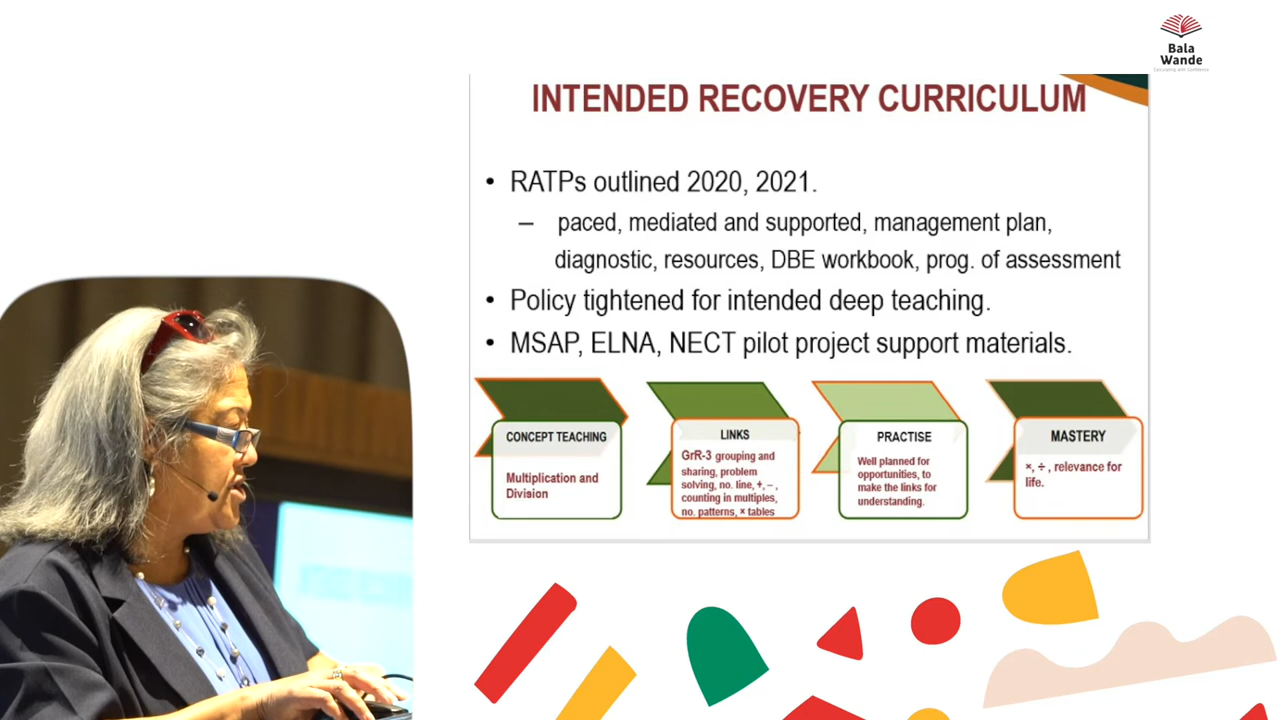 Bala
Wande
INTENDED RECOVERY CURRICULUM
• RATPs outlined 2020, 2021.
– paced, mediated and supported, management plan,
diagnostic, resources, DBE workbook, prog. of assessment
• Policy tightened for intended deep teaching.
• MSAP, ELNA, NECT pilot project support materials.
CONCEPT TEACHING
Multiplication and
Division
LINKS
GrR-3 grouping and
sharing, problem
solving, no. line, +, – ,
counting in multiples,
no. patterns, × tables
PRACTISE
Well planned for
opportunities, to
make the links for
understanding.
MASTERY
×, ÷ , relevance for
life.